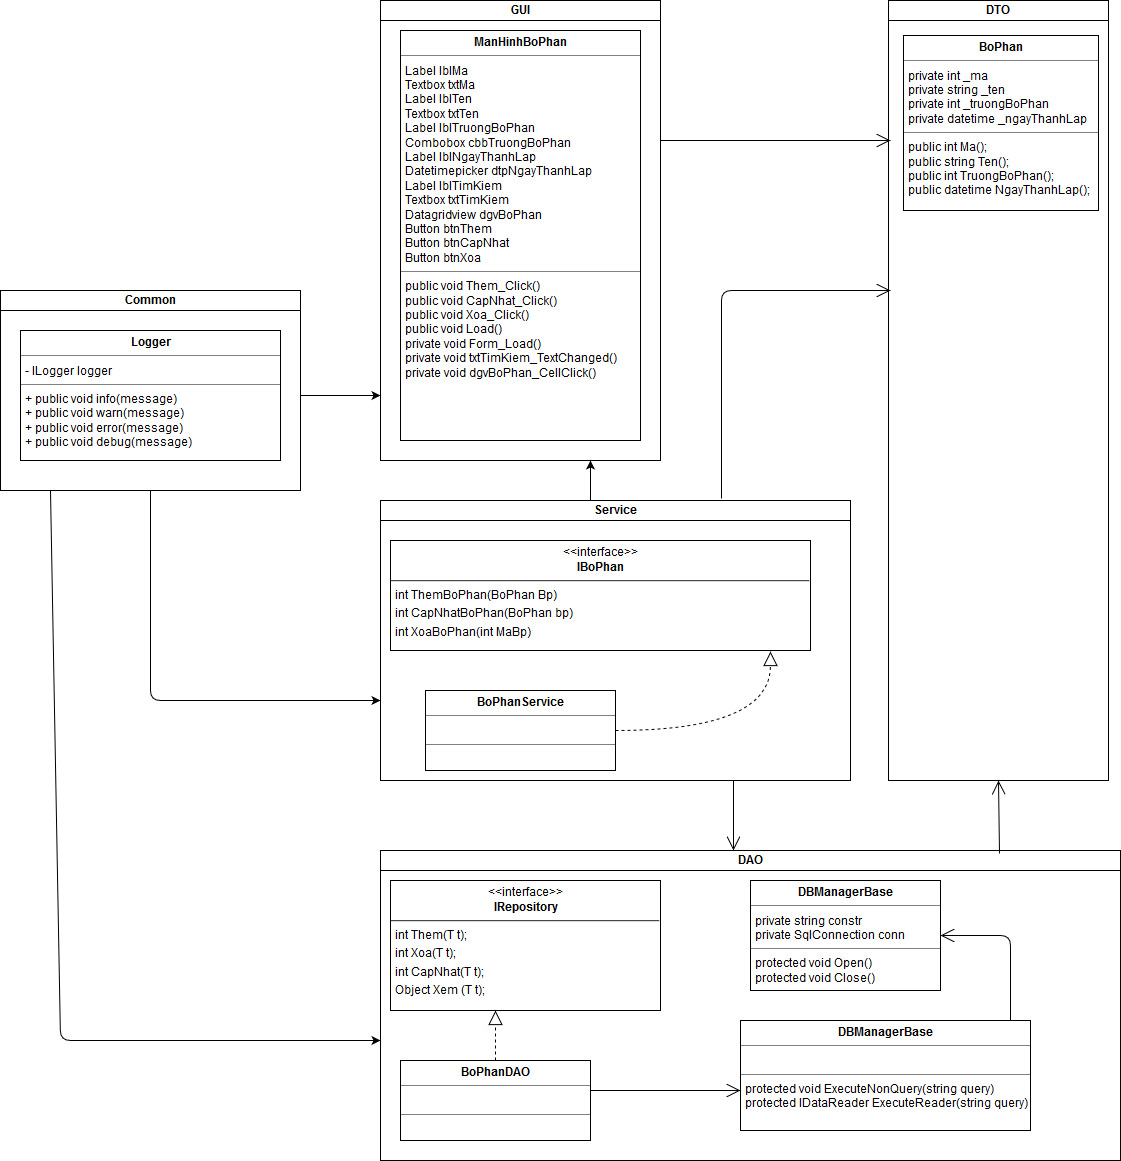 GUI
ManHinhBoPhan
Label lblMa
Textbox txtMa
Label lblTen
Textbox txtTen
Label lblTruongBoPhan
Combobox cbbTruongBoPhan
Label lblNgayThanhLap
Datetimepicker dtpNgayThanhLap
Label lblTimKiem
Textbox txtTimKiem
Datagridview dgvBoPhan
Button btnThem
Button btnCapNhat
Button btnXoa
public void Them_Click()
public void CapNhat_Click()
public void Xoa_Click()
public void Load()
private void Form_Load()
private void txtTimKiem_TextChanged()
private void dgvBoPhan_CellClick()
DTO
BoPhan
private int _ma
private string _ten
private int _truongBoPhan
private datetime _ngayThanhLap
public int Ma();
public string Ten();
public int TruongBoPhan();
public datetime NgayThanhLap();
Common
Logger
- ILogger logger
+ public void info(message)
+ public void warn(message)
+ public void error(message)
+ public void debug(message)
Service
<<interface>>
IBoPhan
int ThemBoPhan(BoPhan Bp)
int CapNhatBoPhan(BoPhan bp)
int XoaBoPhan(int MaBp)
BoPhanService
DAO
<<interface>>
IRepository
int Them(T t);
int Xoa(T t);
int CapNhat(T t);
Object Xem (T t);
BoPhanDAO
DBManagerBase
private string constr
private SqlConnection conn
protected void Open()
protected void Close()
DBManagerBase
protected void ExecuteNonQuery(string query)
protected IDataReader ExecuteReader(string query)